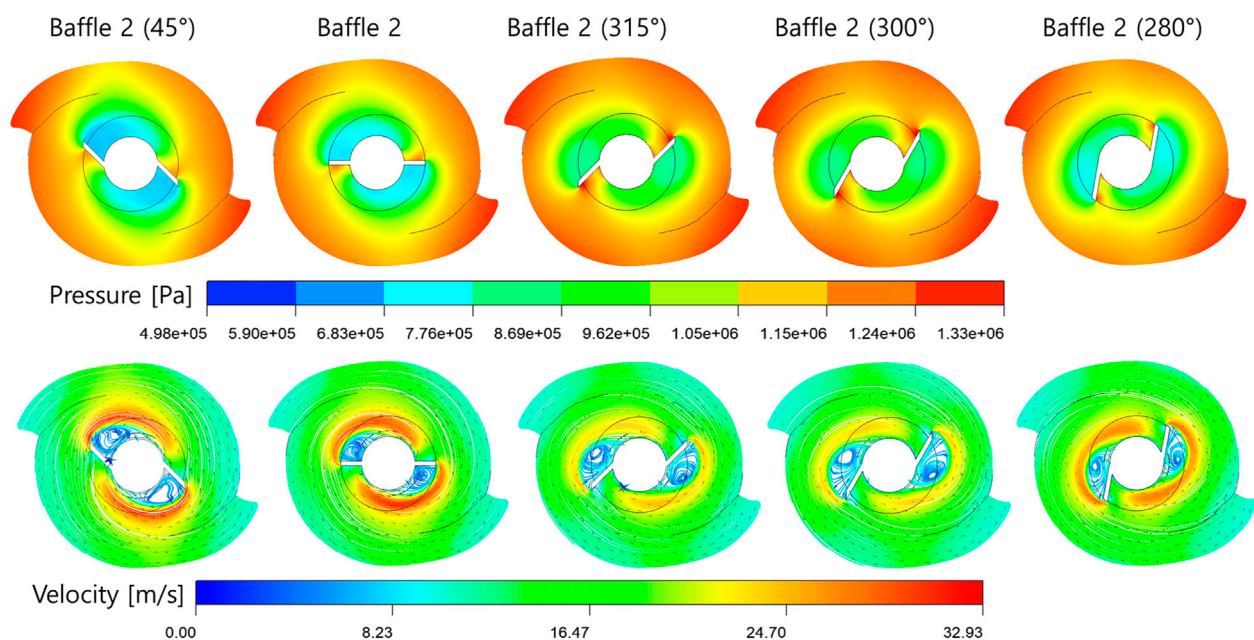 Baffle 2 (45°) Baffle 2 Baffle 2 (315°) Baffle 2 (300°) Baffle 2 (280°)
Pressure [Pa]
4.98e+05 5.90e+05 6.83e+05 7.76e+05 8.69e+05 9.62e+05 1.05e+06 1.15e+06 1.24e+06 1.33e+06
Velocity [m/s]
0.00 8.23 16.47 24.70 32.93